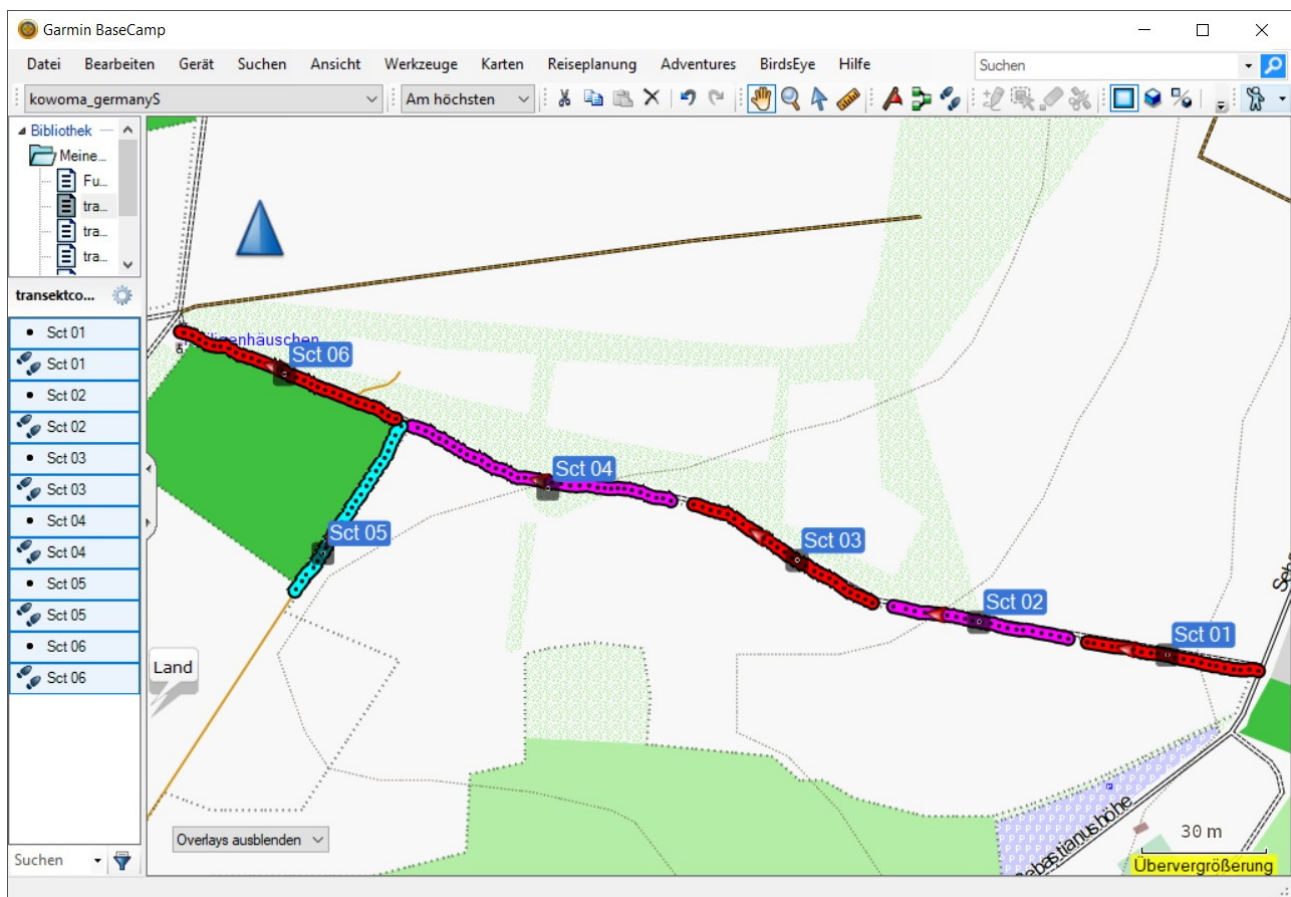 Garmin BaseCamp
Datei Bearbeiten Gerät Suchen Ansicht Werkzeuge Karten Reiseplanung Adventures BirdsEye Hilfe Suchen
kowoma_germanyS Am höchsten
Bibliothek
Meine...
Fu...
tra...
tra...
tra...
transektco...
Sct 01
Sct 01
Sct 02
Sct 02
Sct 03
Sct 03
Sct 04
Sct 04
Sct 05
Sct 05
Sct 06
Sct 06
Suchen
Sct 06
Sct 04
Sct 05
Sct 03
Sct 02
Sct 01
Land
Overlays ausblenden
Sebastianushöhe
30 m
Übervergrößerung